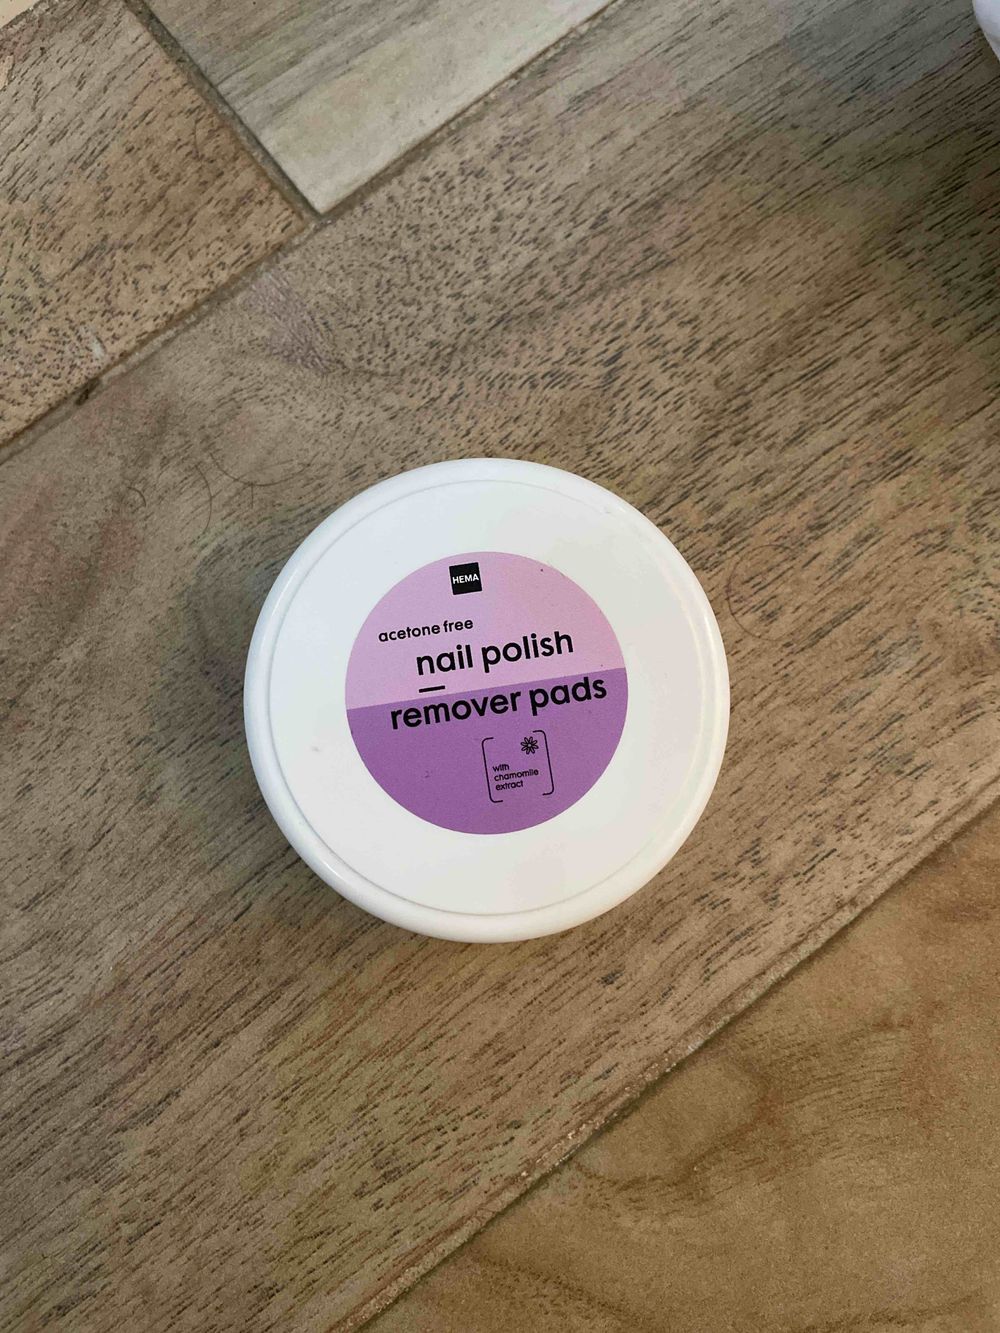 HEMA
acetone free
nail polish
remover pads
with
chamomile
extract